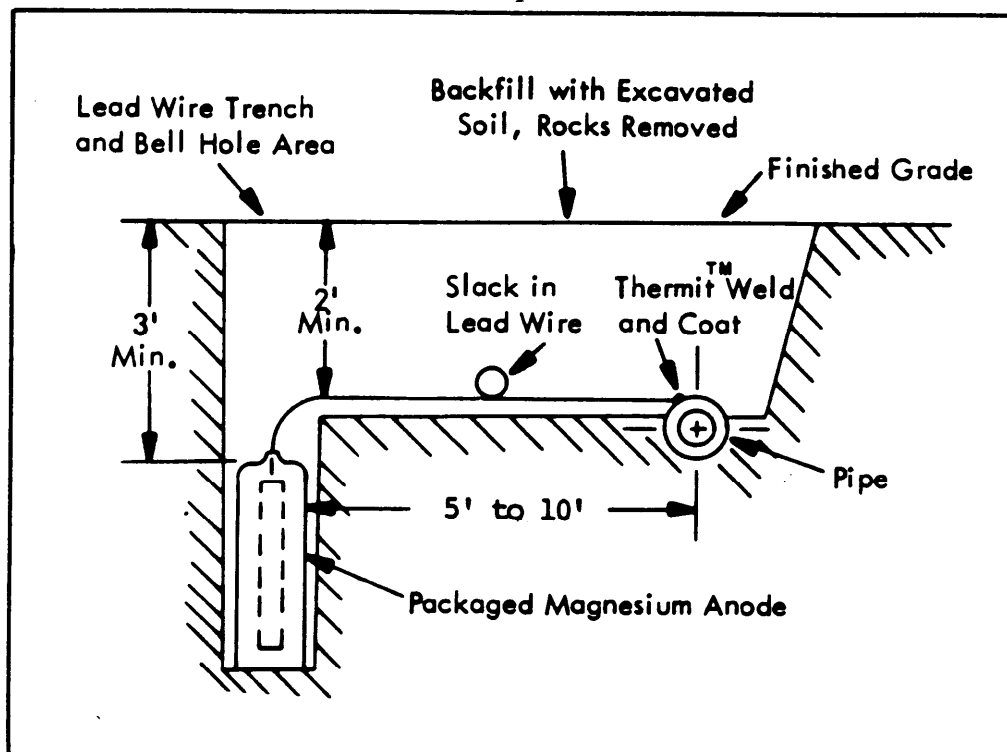 Lead Wire Trench
and Bell Hole Area
Backfill with Excavated
Soil, Rocks Removed
Finished Grade
3'
Min.
2'
Min.
Slack in
Lead Wire
Thermit™ Weld
and Coat
Pipe
5' to 10'
Packaged Magnesium Anode